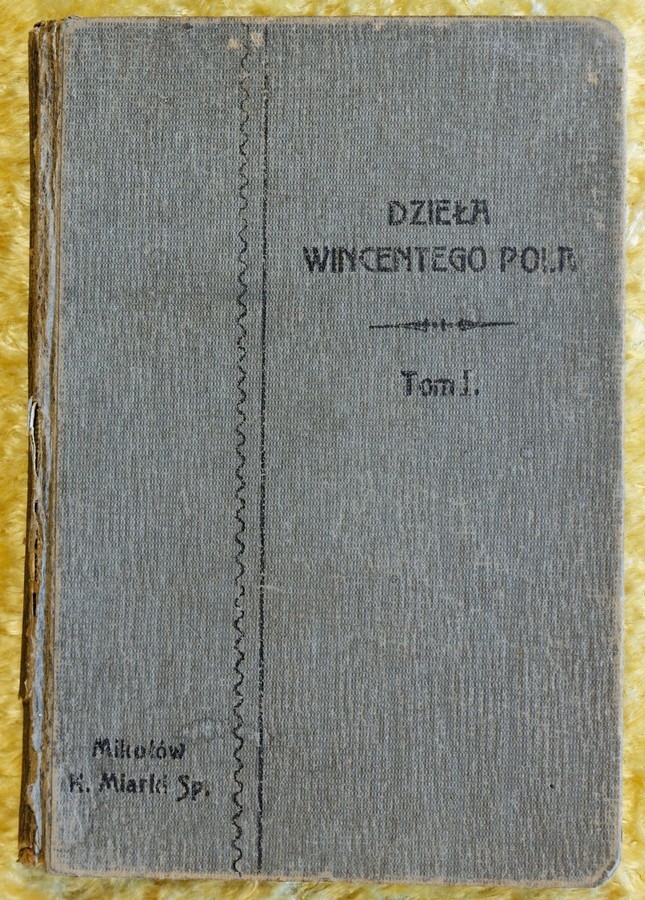 DZIEŁA
WINCENTEGO POLA
Tom I.
Mikołów
K. Miarki Sp.